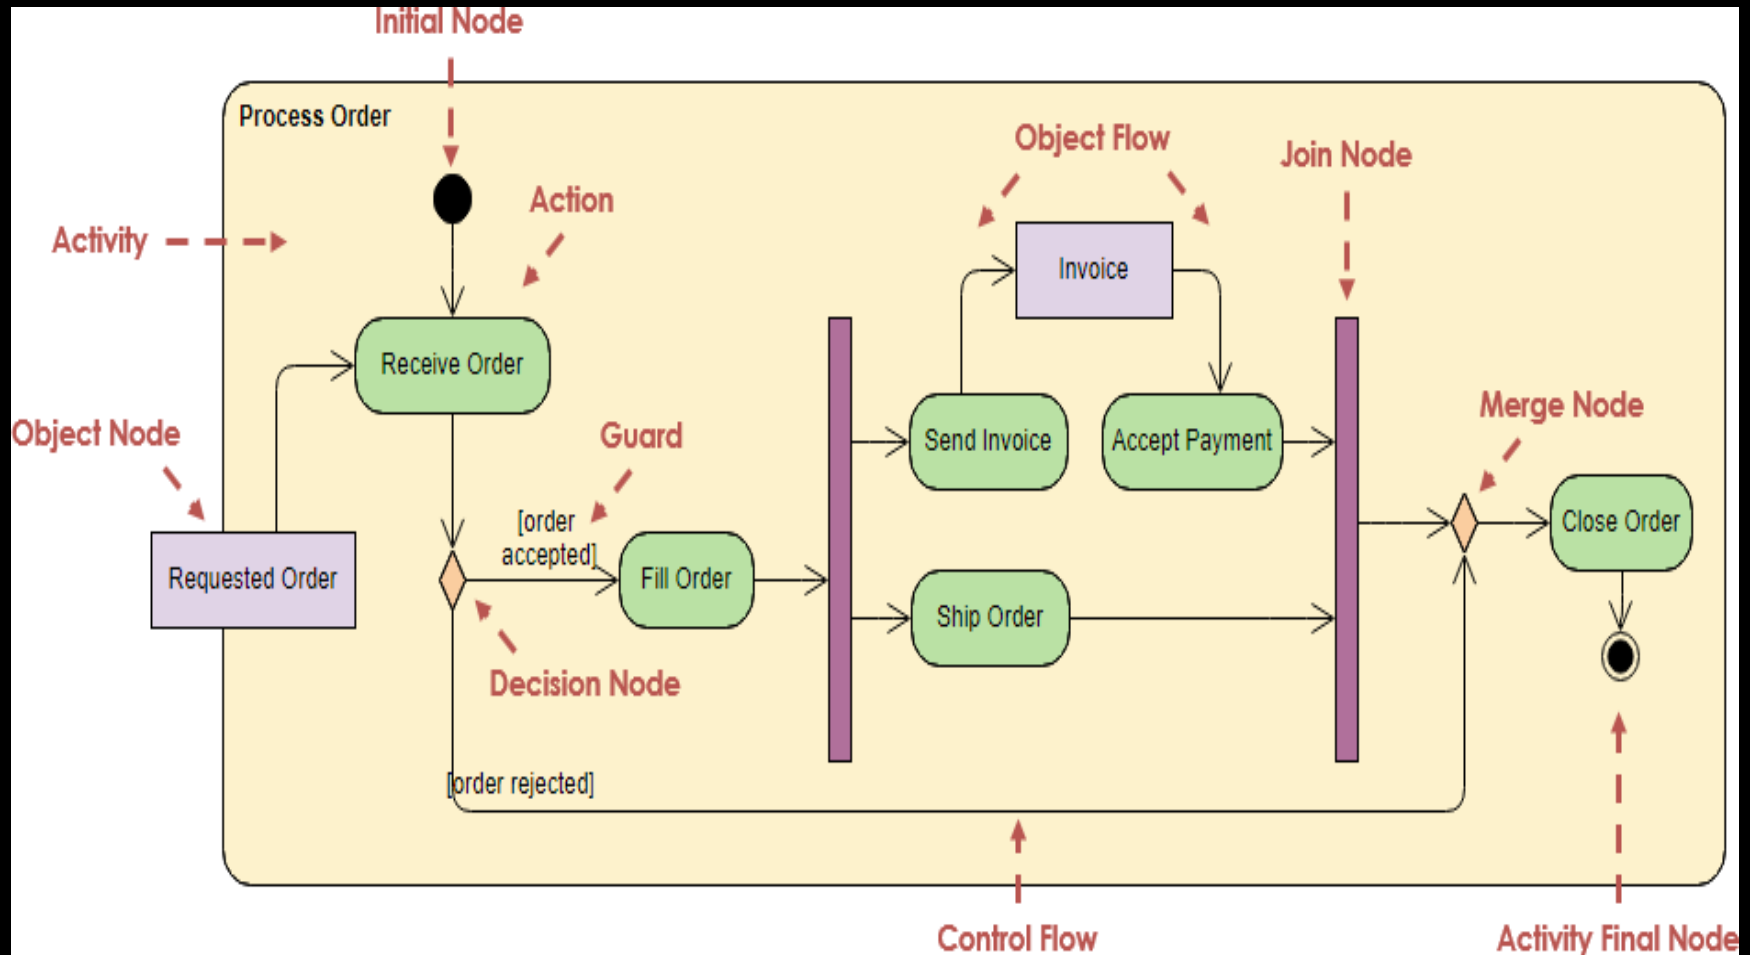 Initial Node
Process Order
Object Flow
Join Node
Action
Activity
Invoice
Receive Order
Merge Node
Object Node
Guard
Send Invoice
Accept Payment
[order
accepted]
Close Order
Requested Order
Fill Order
Ship Order
Decision Node
[order rejected]
Control Flow
Activity Final Node